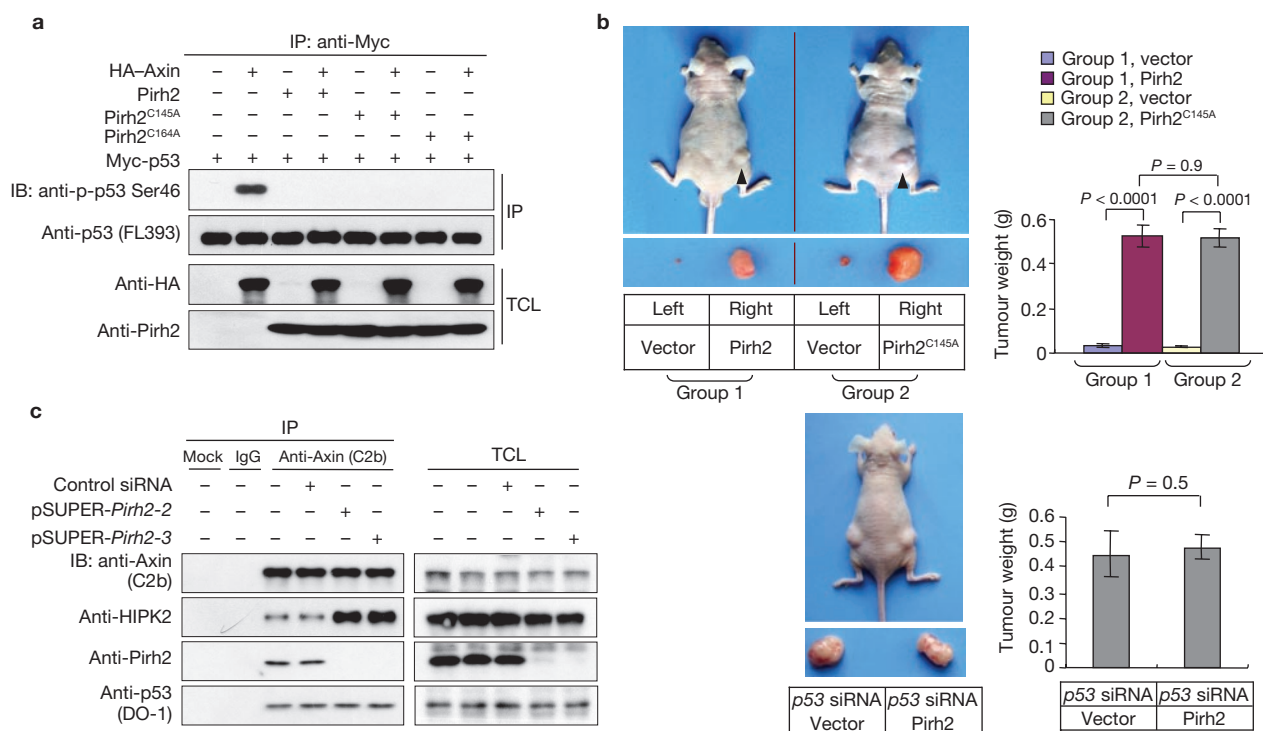 a
IP: anti-Myc
HA–Axin – + – + – + – +
Pirh2 – – + + – – – –
Pirh2C145A – – – – + + – –
Pirh2C164A – – – – – – + +
Myc-p53 + + + + + + + +
IB: anti-p-p53 Ser46
Anti-p53 (FL393)
IP
Anti-HA
Anti-Pirh2
TCL
b
Left Right Left Right
Vector Pirh2 Vector Pirh2C145A
Group 1 Group 2
Group 1, vector
Group 1, Pirh2
Group 2, vector
Group 2, Pirh2C145A
P = 0.9
P < 0.0001 P < 0.0001
Tumour weight (g)
0.6
0.4
0.2
0
Group 1 Group 2
p53 siRNA p53 siRNA
Vector Pirh2
P = 0.5
Tumour weight (g)
0.6
0.5
0.4
0.3
0.2
0.1
0
p53 siRNA p53 siRNA
Vector Pirh2
c
IP
Mock IgG Anti-Axin (C2b) TCL
Control siRNA – – – + – – – – + – –
pSUPER-Pirh2-2 – – – – + – – – – + –
pSUPER-Pirh2-3 – – – – – + – – – – +
IB: anti-Axin
(C2b)
Anti-HIPK2
Anti-Pirh2
Anti-p53
(DO-1)